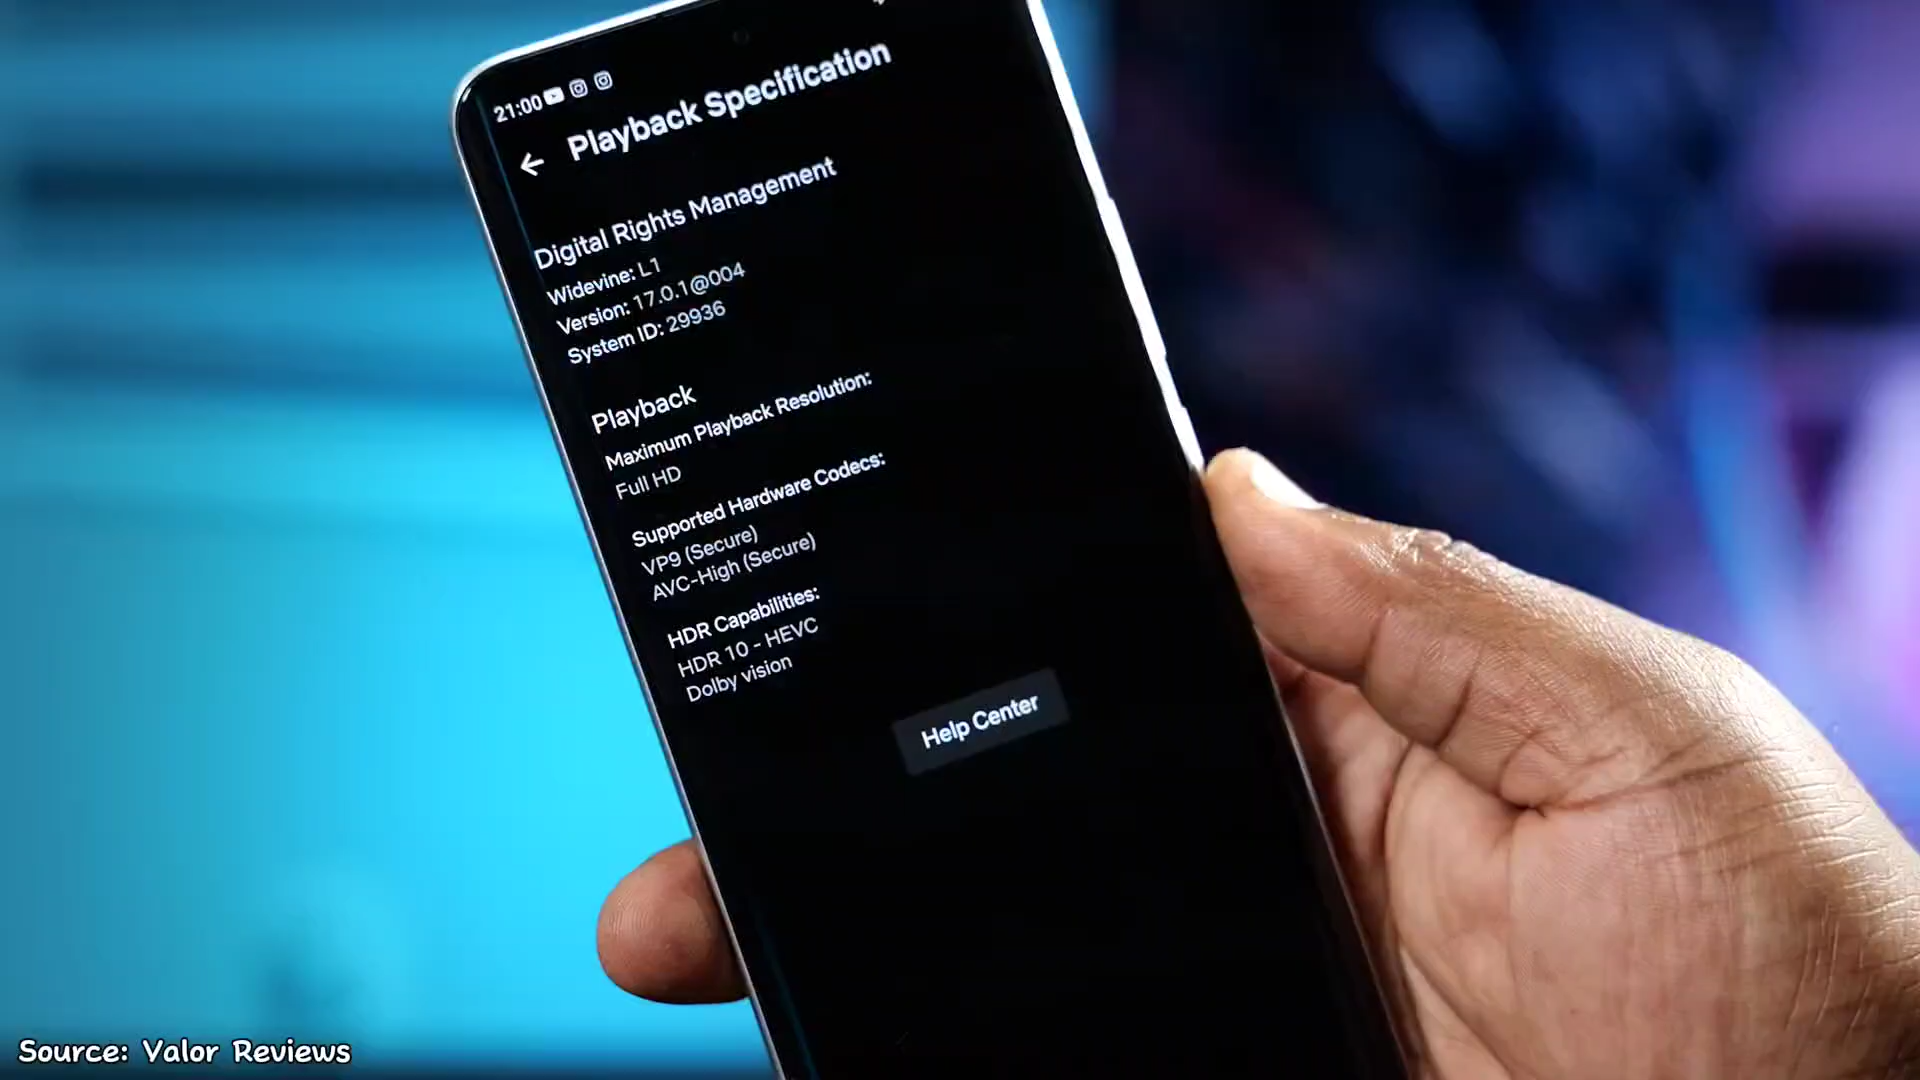 21:00
Playback Specification
Digital Rights Management
Widevine: L1
Version: 17.0.1@004
System ID: 29936
Playback
Maximum Playback Resolution:
Full HD
Supported Hardware Codecs:
VP9 (Secure)
AVC-High (Secure)
HDR Capabilities:
HDR 10 - HEVC
Dolby vision
Help Center
Source: Valor Reviews